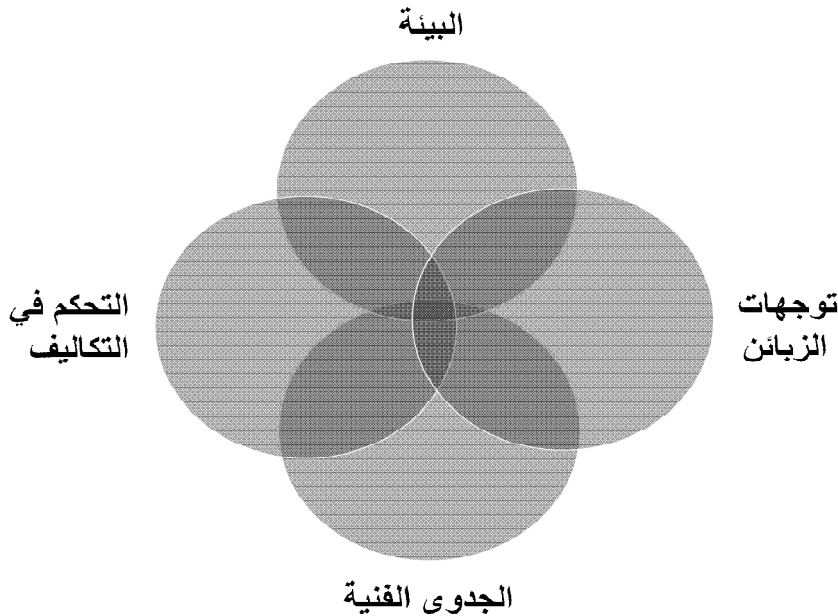 البيئة
توجهات
الزبائن
التحكم في
التكاليف
الجدوى الفنية